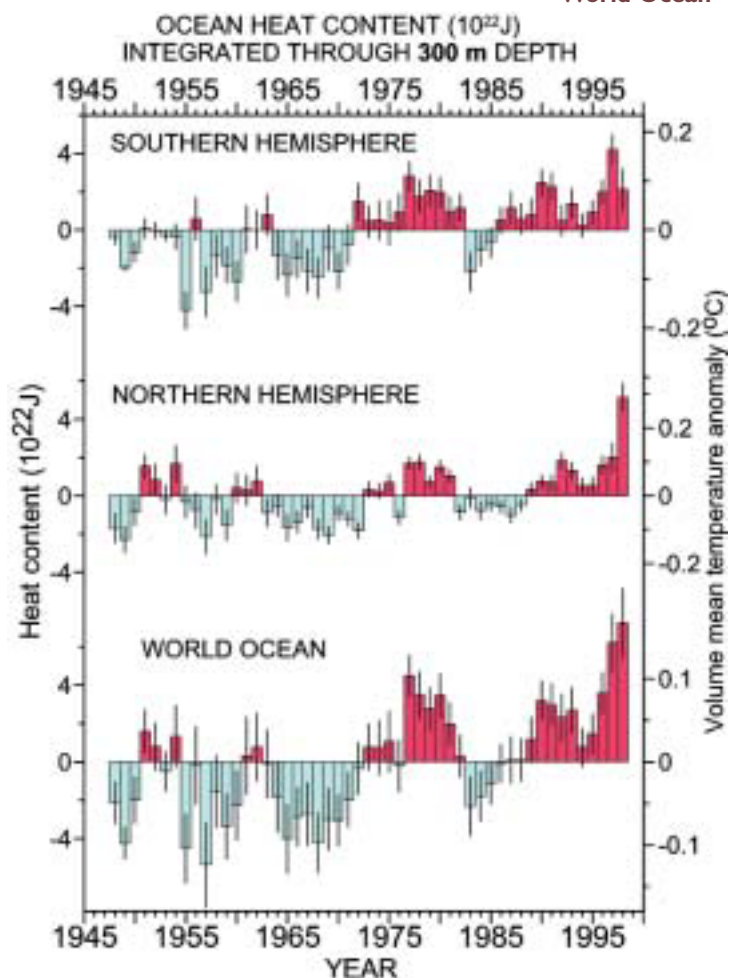 World Ocean
OCEAN HEAT CONTENT (10²²J)
INTEGRATED THROUGH 300 m DEPTH
1945 1955 1965 1975 1985 1995
SOUTHERN HEMISPHERE
4
0
-4
0.2
0
-0.2
NORTHERN HEMISPHERE
4
0
-4
0.2
0
-0.2
WORLD OCEAN
4
0
-4
0.1
0
-0.1
Heat content (10²²J)
Volume mean temperature anomaly (ºC)
1945 1955 1965 1975 1985 1995
YEAR